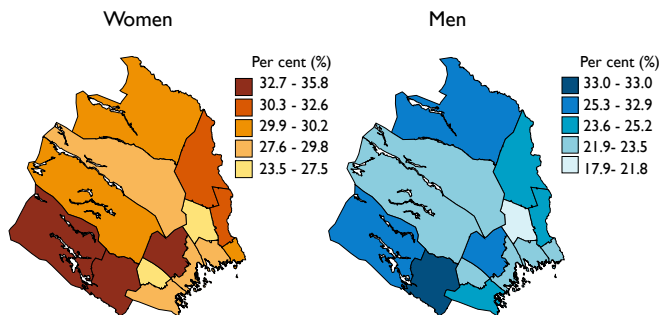 Women
Per cent (%)
32.7 - 35.8
30.3 - 32.6
29.9 - 30.2
27.6 - 29.8
23.5 - 27.5
Men
Per cent (%)
33.0 - 33.0
25.3 - 32.9
23.6 - 25.2
21.9- 23.5
17.9- 21.8